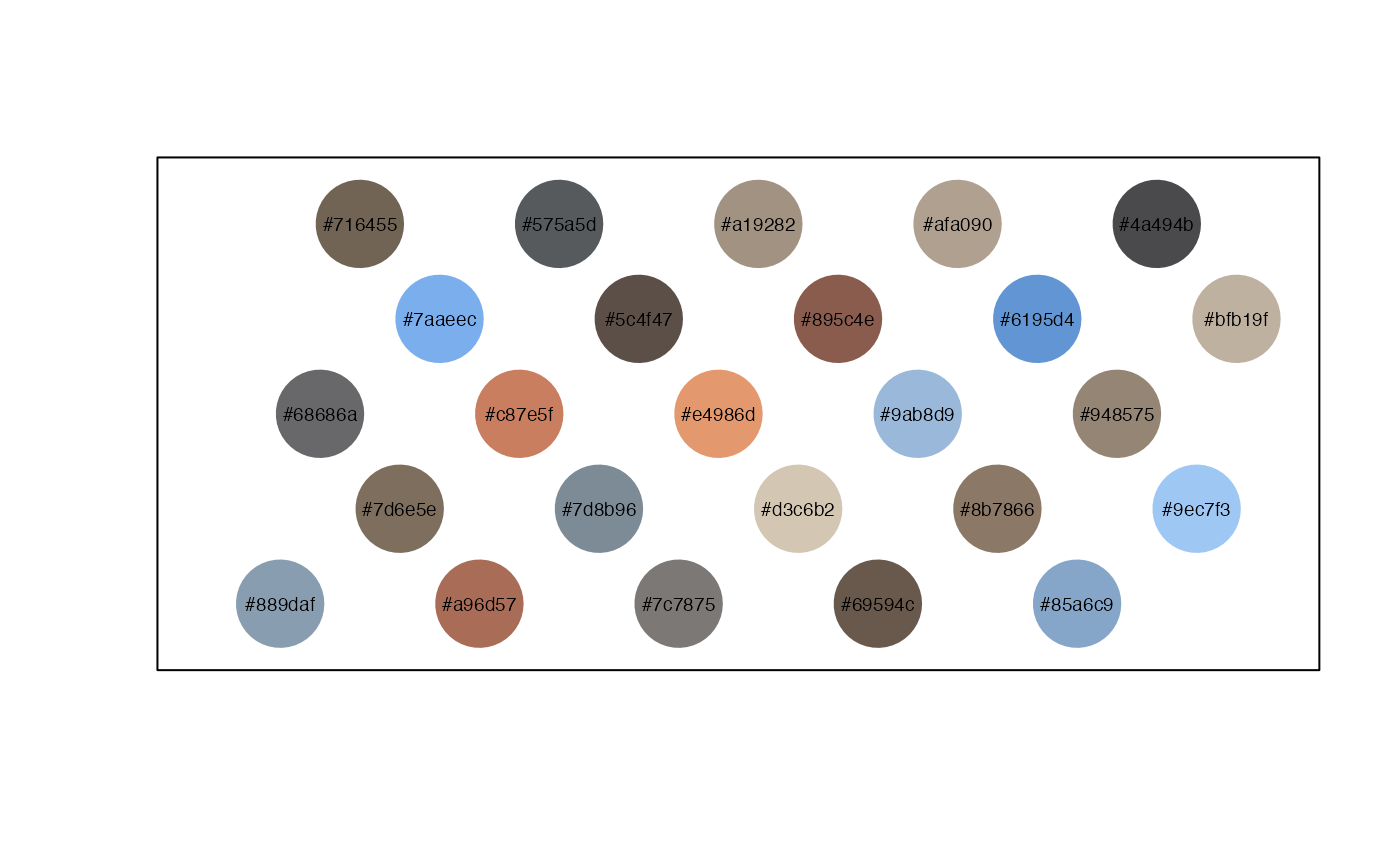 #716455 #575a5d #a19282 #afa090 #4a494b
#7aaeec #5c4f47 #895c4e #6195d4 #bfb19f
#68686a #c87e5f #e4986d #9ab8d9 #948575
#7d6e5e #7d8b96 #d3c6b2 #8b7866 #9ec7f3
#889daf #a96d57 #7c7875 #69594c #85a6c9